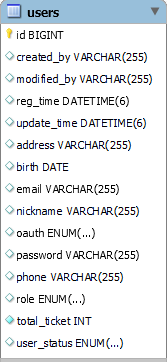 users
id BIGINT
created_by VARCHAR(255)
modified_by VARCHAR(255)
reg_time DATETIME(6)
update_time DATETIME(6)
address VARCHAR(255)
birth DATE
email VARCHAR(255)
nickname VARCHAR(255)
oauth ENUM(...)
password VARCHAR(255)
phone VARCHAR(255)
role ENUM(...)
total_ticket INT
user_status ENUM(...)